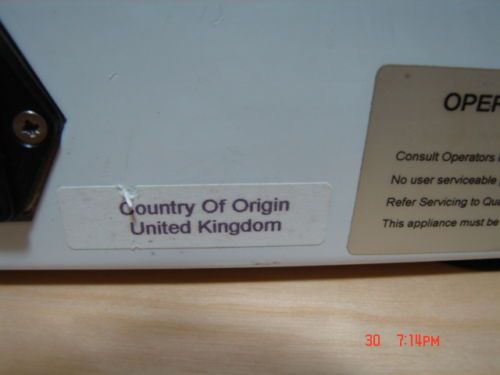 Country Of Origin
United Kingdom
OPER
Consult Operators
No user serviceable
Refer Servicing to Qua
This appliance must be
30 7:14PM